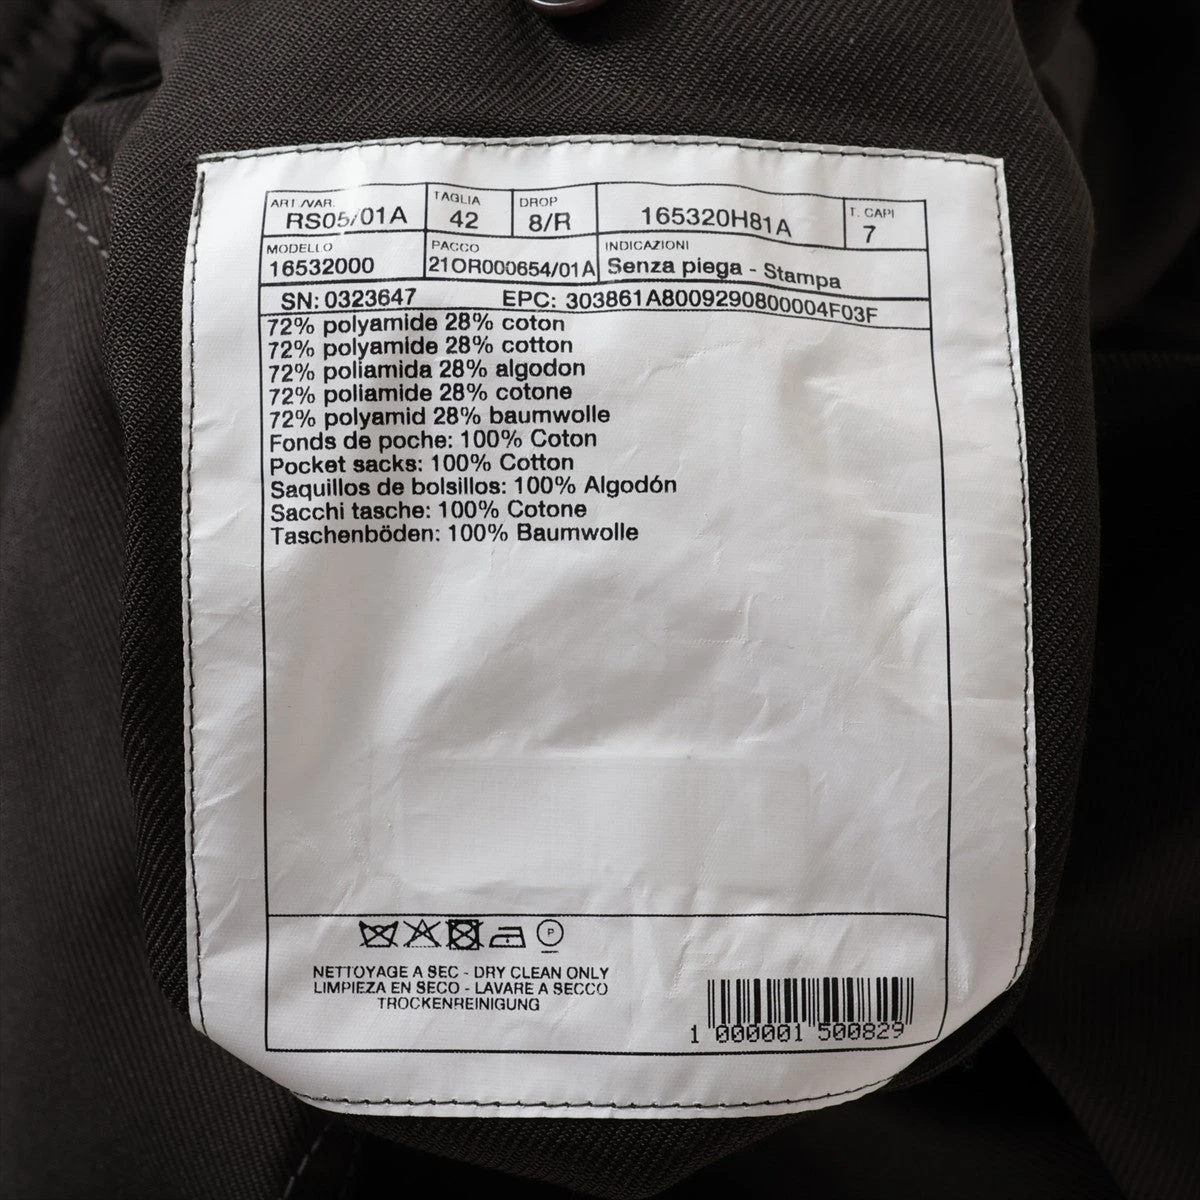 ART./VAR. TAGLIA DROP T. CAPI
RS05/01A 42 8/R 165320H81A 7
MODELLO PACCO INDICAZIONI
16532000 21OR000654/01A Senza piega - Stampa
SN: 0323647 EPC: 303861A8009290800004F03F
72% polyamide 28% coton
72% polyamide 28% cotton
72% poliamida 28% algodon
72% poliamide 28% cotone
72% polyamid 28% baumwolle
Fonds de poche: 100% Coton
Pocket sacks: 100% Cotton
Saquillos de bolsillos: 100% Algodón
Sacchi tasche: 100% Cotone
Taschenböden: 100% Baumwolle
P
NETTOYAGE A SEC - DRY CLEAN ONLY
LIMPIEZA EN SECO - LAVARE A SECCO
TROCKENREINIGUNG
1 000001 500829